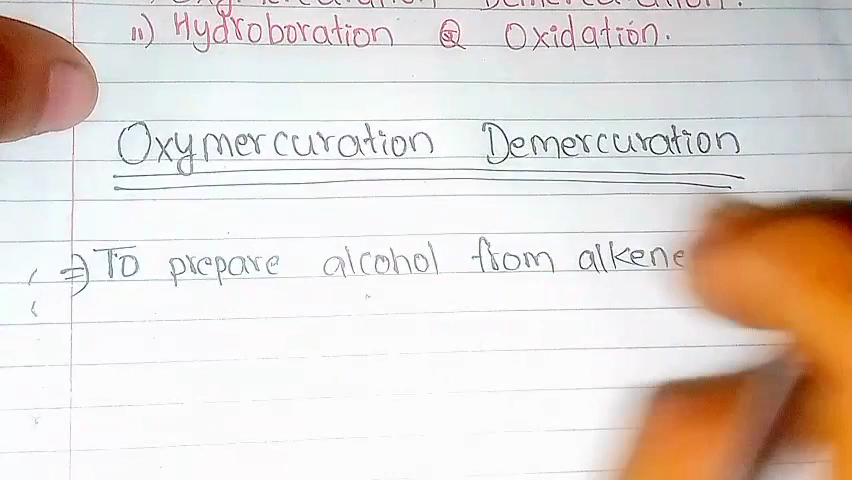 ii) Hydroboration & Oxidation.
Oxymercuration Demercuration
⇒) To prepare alcohol from alkene